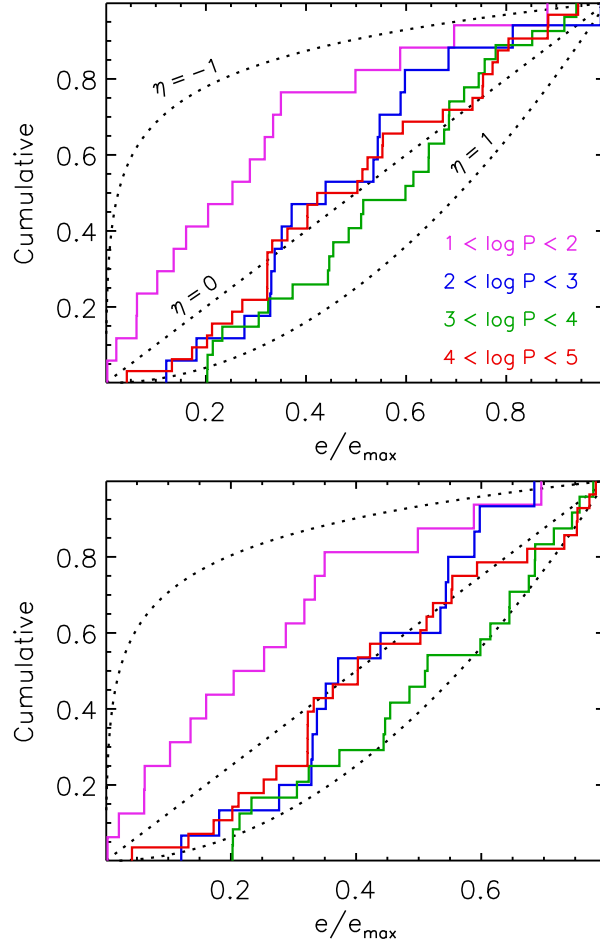 0.8
0.6
0.4
0.2
Cumulative
η = −1
η = 1
η = 0
1 < log P < 2
2 < log P < 3
3 < log P < 4
4 < log P < 5
0.2 0.4 0.6 0.8
e/e_max
0.8
0.6
0.4
0.2
Cumulative
0.2 0.4 0.6
e/e_max